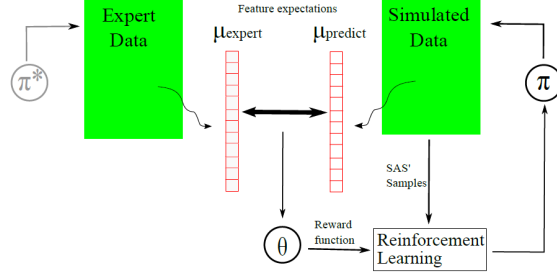 Expert
Data
Feature expectations
μexpert
μpredict
Simulated
Data
π*
π
SAS'
Samples
θ
Reward
function
Reinforcement
Learning